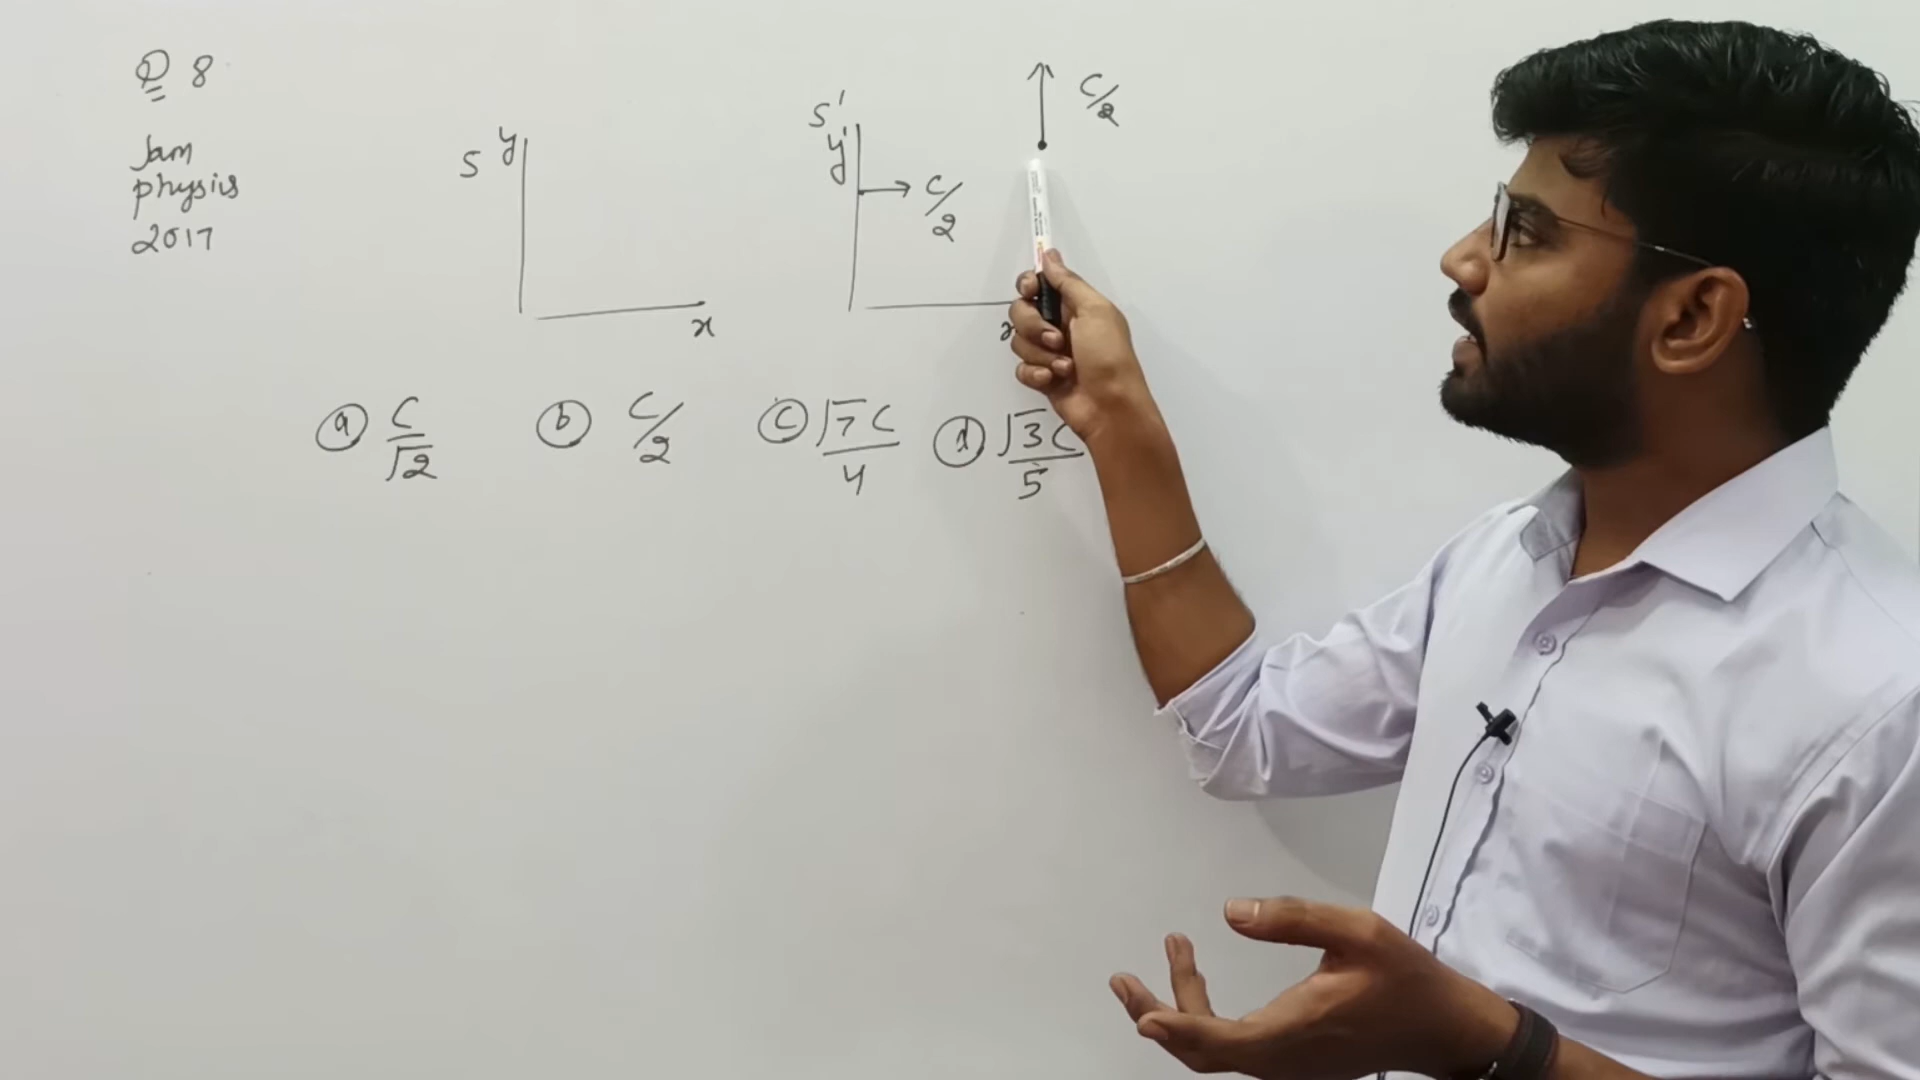 Q 8
Jam
physics
2017
S y
x
S'
y'
C/2
C/2
(a) C/√2 (b) C/2 (c) √7C/4 (d) √3C/5